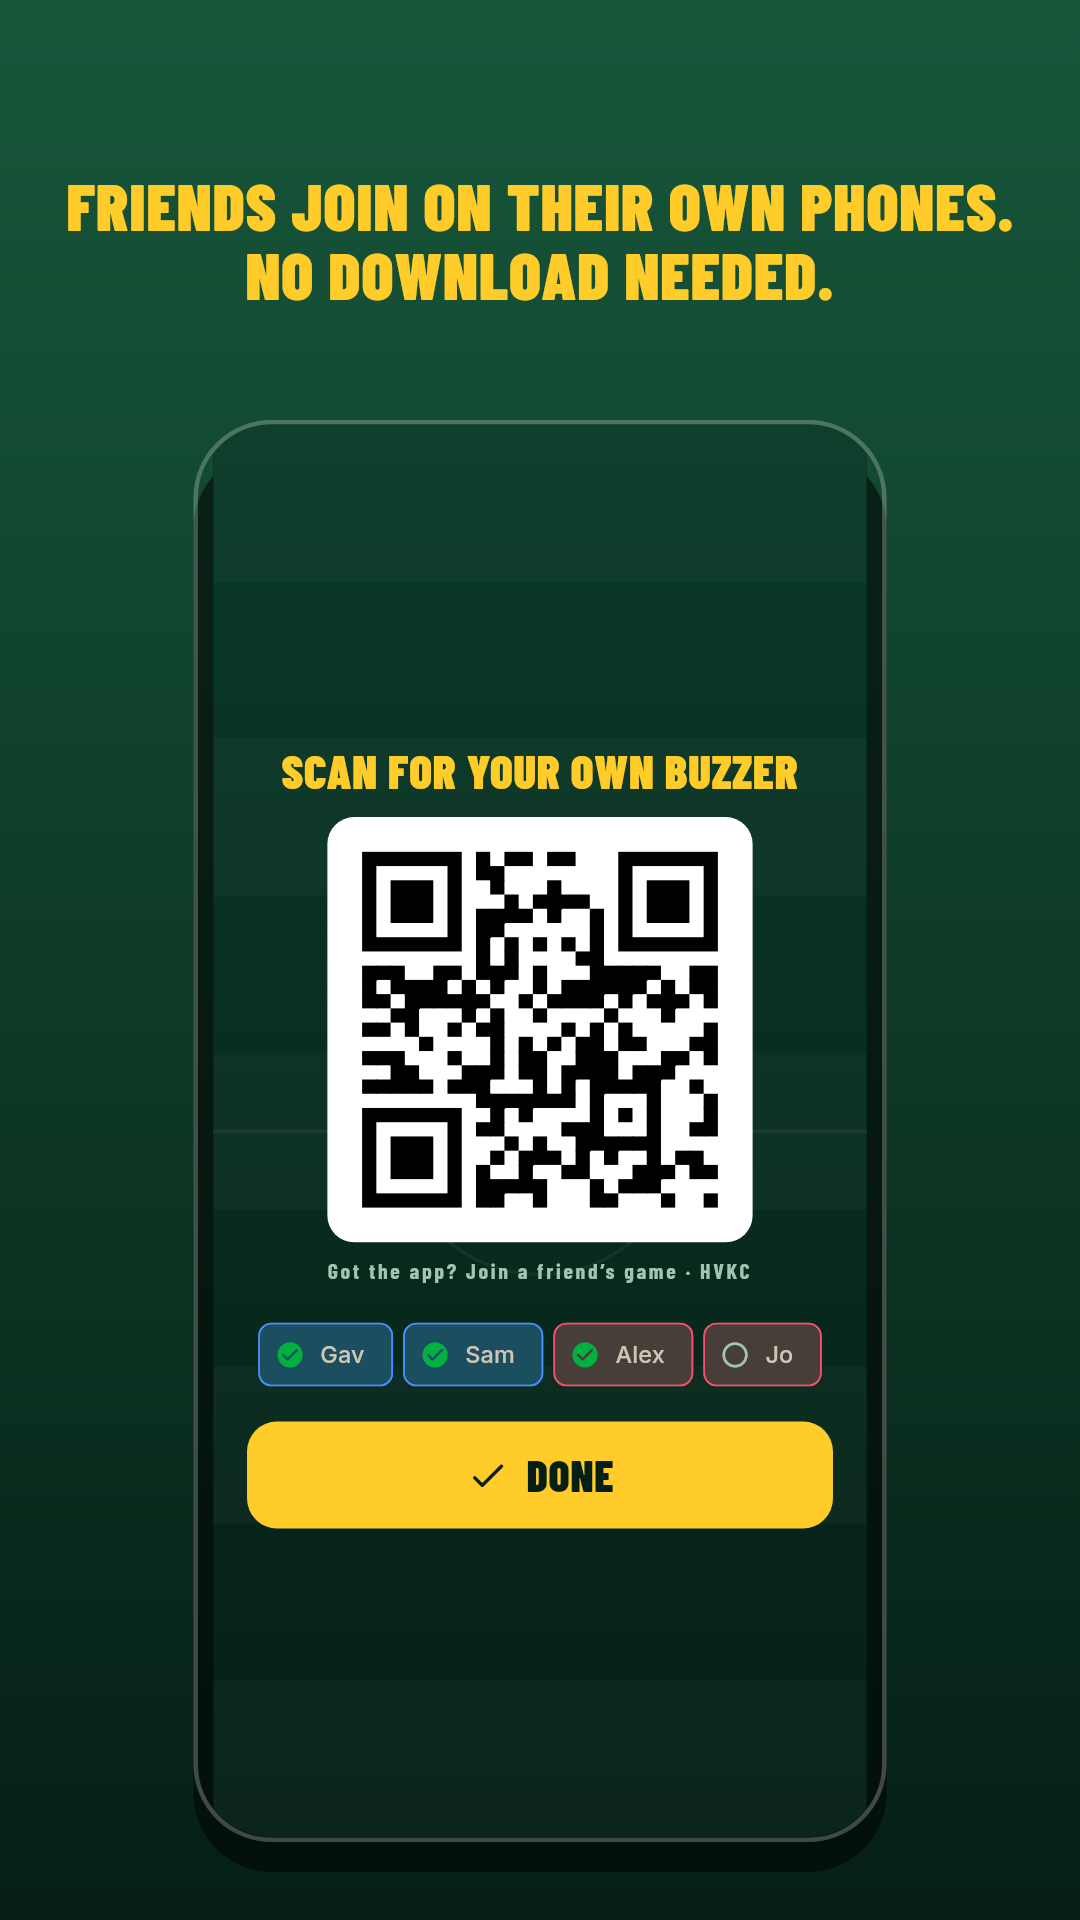 FRIENDS JOIN ON THEIR OWN PHONES.
NO DOWNLOAD NEEDED.
SCAN FOR YOUR OWN BUZZER
Got the app? Join a friend’s game · HVKC
Gav Sam Alex Jo
DONE